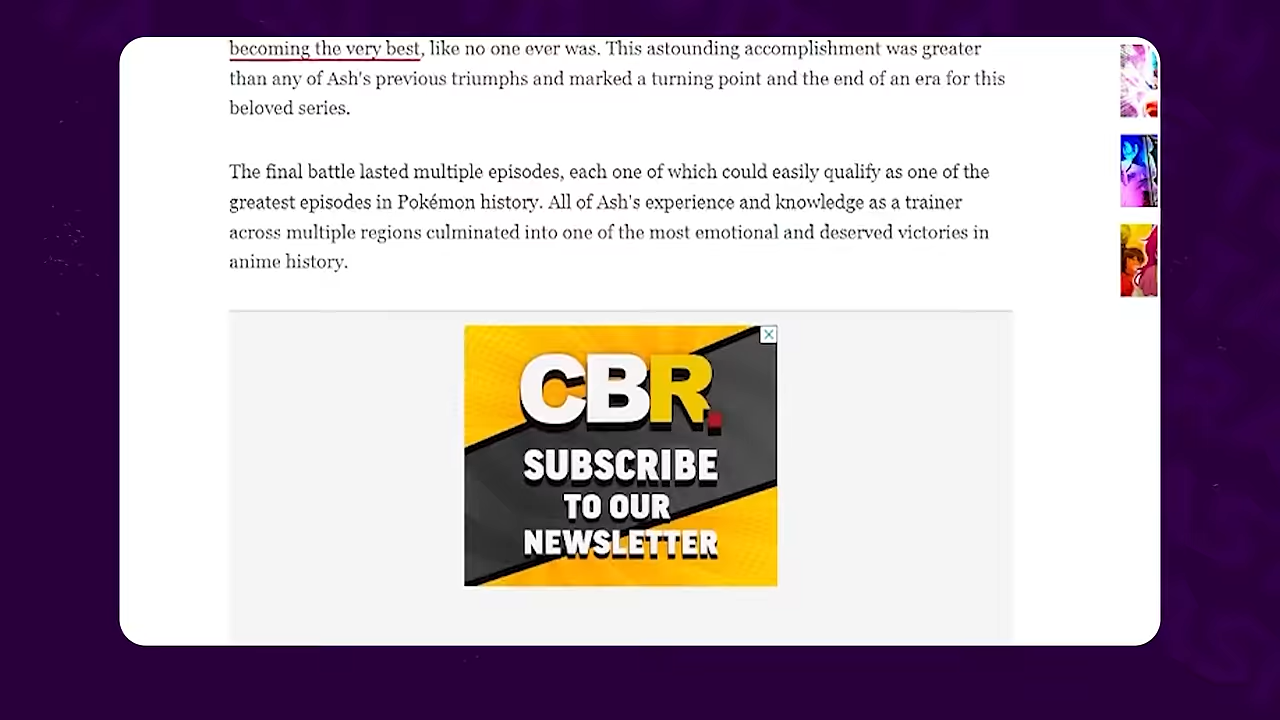 becoming the very best, like no one ever was. This astounding accomplishment was greater
than any of Ash's previous triumphs and marked a turning point and the end of an era for this
beloved series.
The final battle lasted multiple episodes, each one of which could easily qualify as one of the
greatest episodes in Pokémon history. All of Ash's experience and knowledge as a trainer
across multiple regions culminated into one of the most emotional and deserved victories in
anime history.
CBR.
SUBSCRIBE
TO OUR
NEWSLETTER